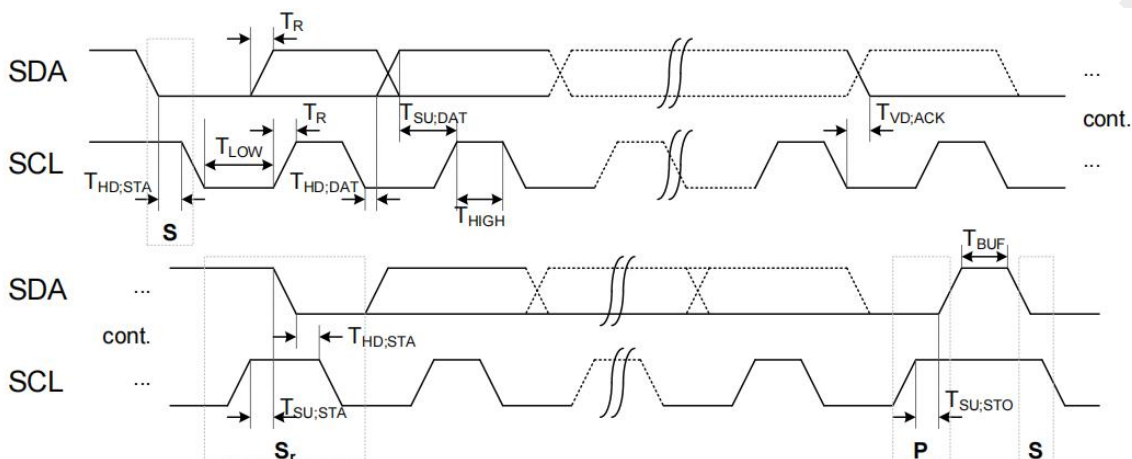 T_R
SDA
...
T_R
T_SU;DAT
T_VD;ACK
cont.
T_LOW
SCL
...
T_HD;STA
T_HD;DAT
T_HIGH
S
T_BUF
SDA
...
cont.
T_HD;STA
SCL
...
T_SU;STA
T_SU;STO
S_r
P
S